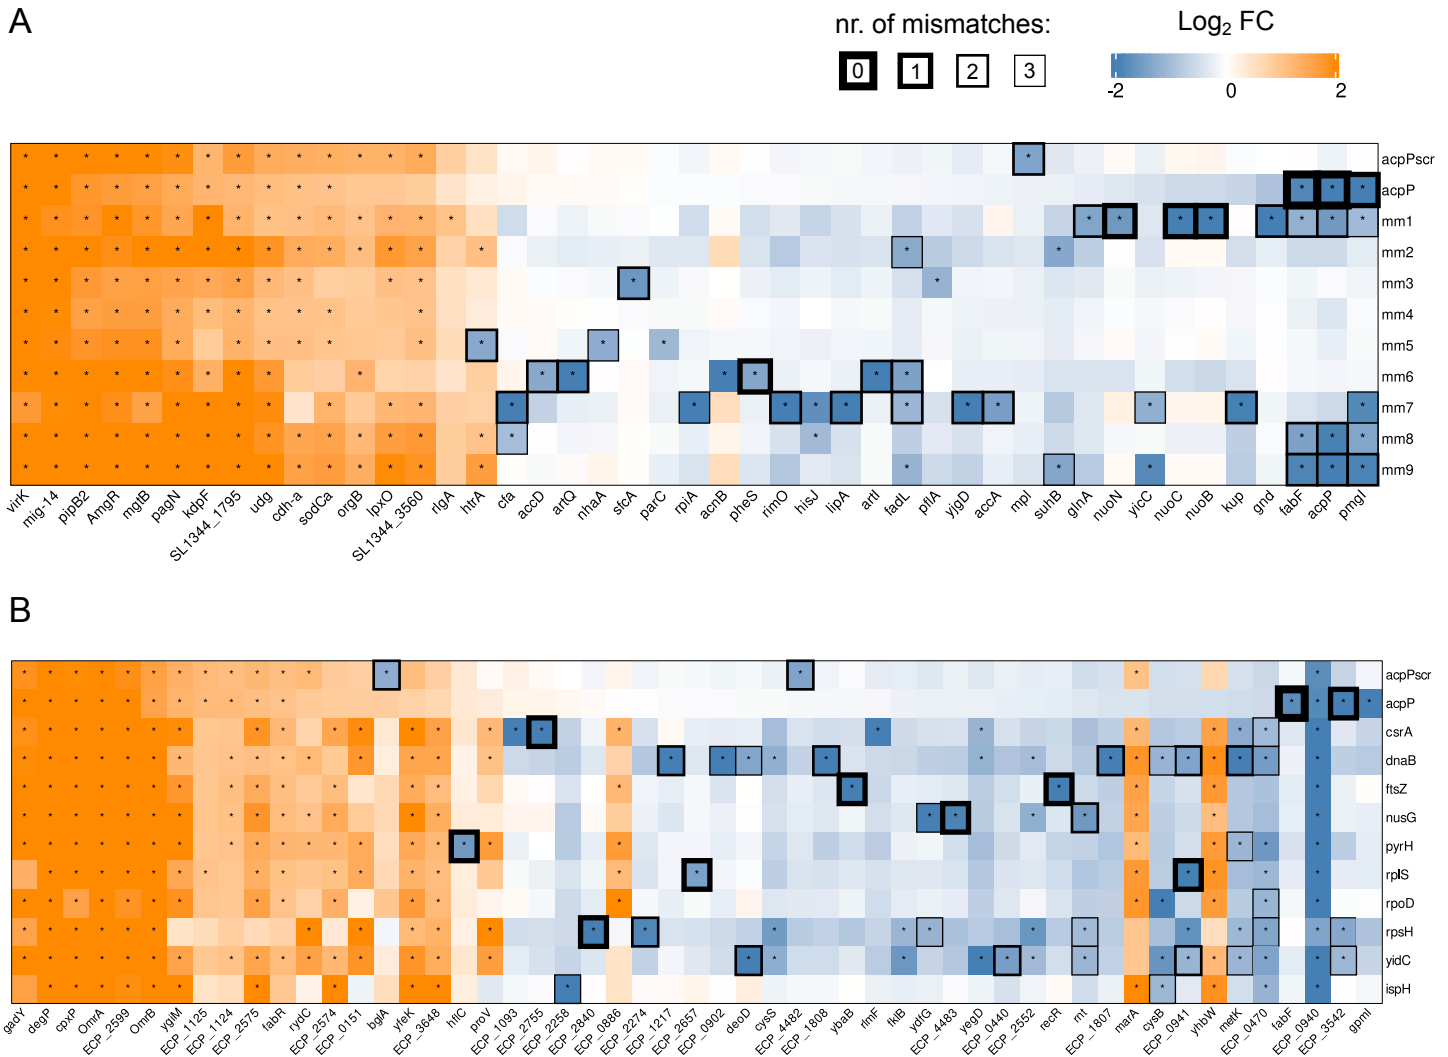 A
nr. of mismatches:
Log2 FC
0 1 2 3
-2 0 2
acpPscr
acpP
mm1
mm2
mm3
mm4
mm5
mm6
mm7
mm8
mm9
virK mig-14 pipB2 AmgR mgtB pagN kdpF SL1344_1795 udg cdh-a sodCa orgB lpxO SL1344_3560 rlgA htrA cfa accD artQ nhaA sfcA parC rpiA acnB pheS rimO hisJ lipA artI fadL pflA yjgD accA mpl suhB glnA nuoN yicC nuoC nuoB kup gnd fabF acpP pmgI
B
acpPscr
acpP
csrA
dnaB
ftsZ
nusG
pyrH
rplS
rpoD
rpsH
yidC
ispH
gadY degP cpxP OmrA ECP_2599 OmrB ygiM ECP_1125 ECP_1124 ECP_2575 fabR rydC ECP_2574 ECP_0151 bglA yfeK ECP_3648 hflC proV ECP_1093 ECP_2755 ECP_2258 ECP_2840 ECP_0886 ECP_2274 ECP_1217 ECP_2657 ECP_0902 deoD cysS ECP_4482 ECP_1808 ybaB rlmF fklB ydfG ECP_4483 yegD ECP_0440 ECP_2552 recR rnt ECP_1807 marA cysB ECP_0941 yhbW metK ECP_0470 fabF ECP_0940 ECP_3542 gpmI